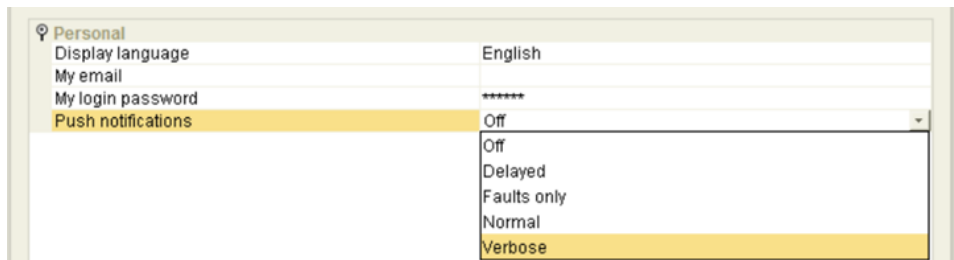 Personal
Display language English
My email
My login password ******
Push notifications Off
Off
Delayed
Faults only
Normal
Verbose